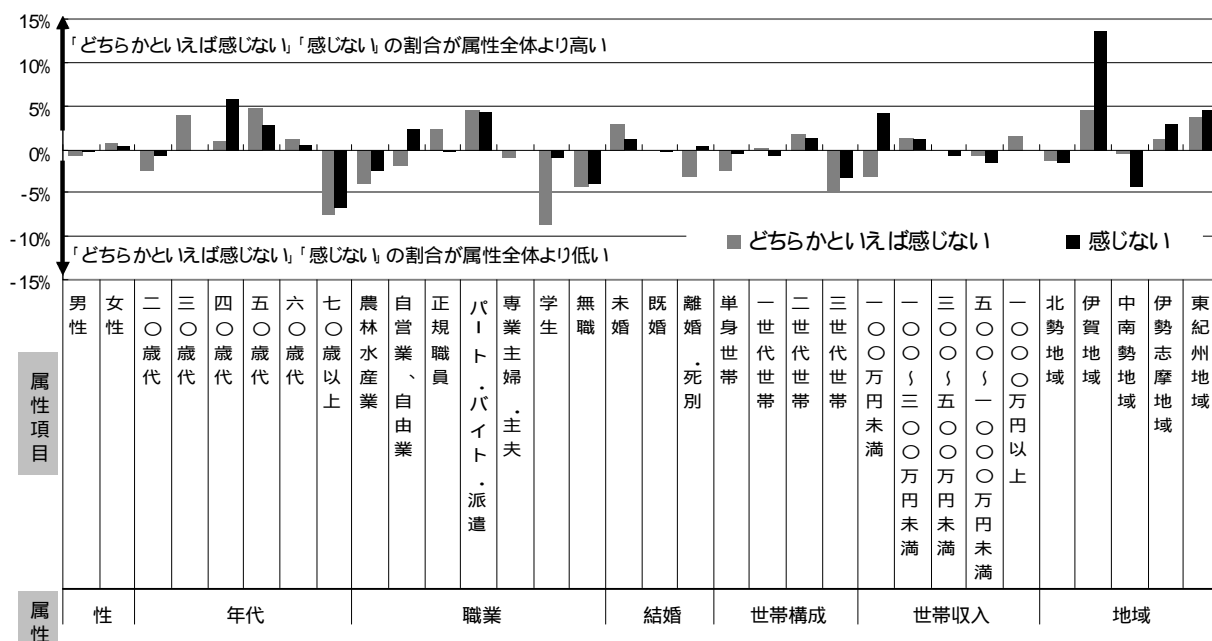 15%
10%
5%
0%
-5%
-10%
-15%
「どちらかといえば感じない」「感じない」の割合が属性全体より高い
「どちらかといえば感じない」「感じない」の割合が属性全体より低い
どちらかといえば感じない
感じない
属性項目
男性
女性
二〇歳代
三〇歳代
四〇歳代
五〇歳代
六〇歳代
七〇歳以上
農林水産業
自営業、自由業
正規職員
パート・バイト・派遣
専業主婦・主夫
学生
無職
未婚
既婚
離婚・死別
単身世帯
一世代世帯
二世代世帯
三世代世帯
一〇〇万円未満
一〇〇～三〇〇万円未満
三〇〇～五〇〇万円未満
五〇〇～一〇〇〇万円未満
一〇〇〇万円以上
北勢地域
伊賀地域
中南勢地域
伊勢志摩地域
東紀州地域
属性
性
年代
職業
結婚
世帯構成
世帯収入
地域